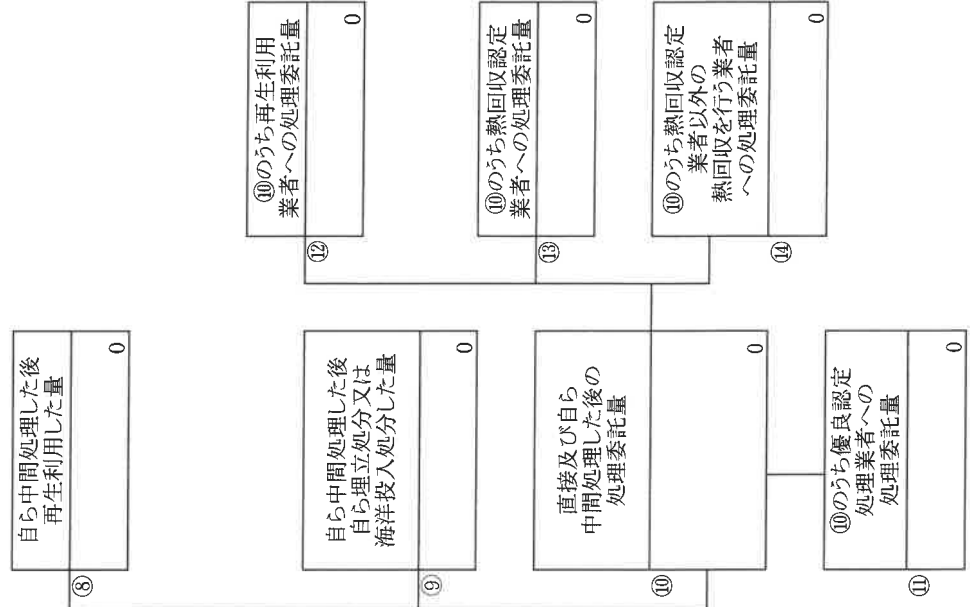 ⑧
自ら中間処理した後
再生利用した量
0
⑨
自ら中間処理した後
自ら埋立処分又は
海洋投入処分した量
0
⑩
直接及び自ら
中間処理した後の
処理委託量
0
⑪
⑩のうち優良認定
処理業者への
処理委託量
0
⑫
⑩のうち再生利用
業者への処理委託量
0
⑬
⑩のうち熱回収認定
業者への処理委託量
0
⑭
⑩のうち熱回収認定
業者以外の
熱回収を行う業者
への処理委託量
0